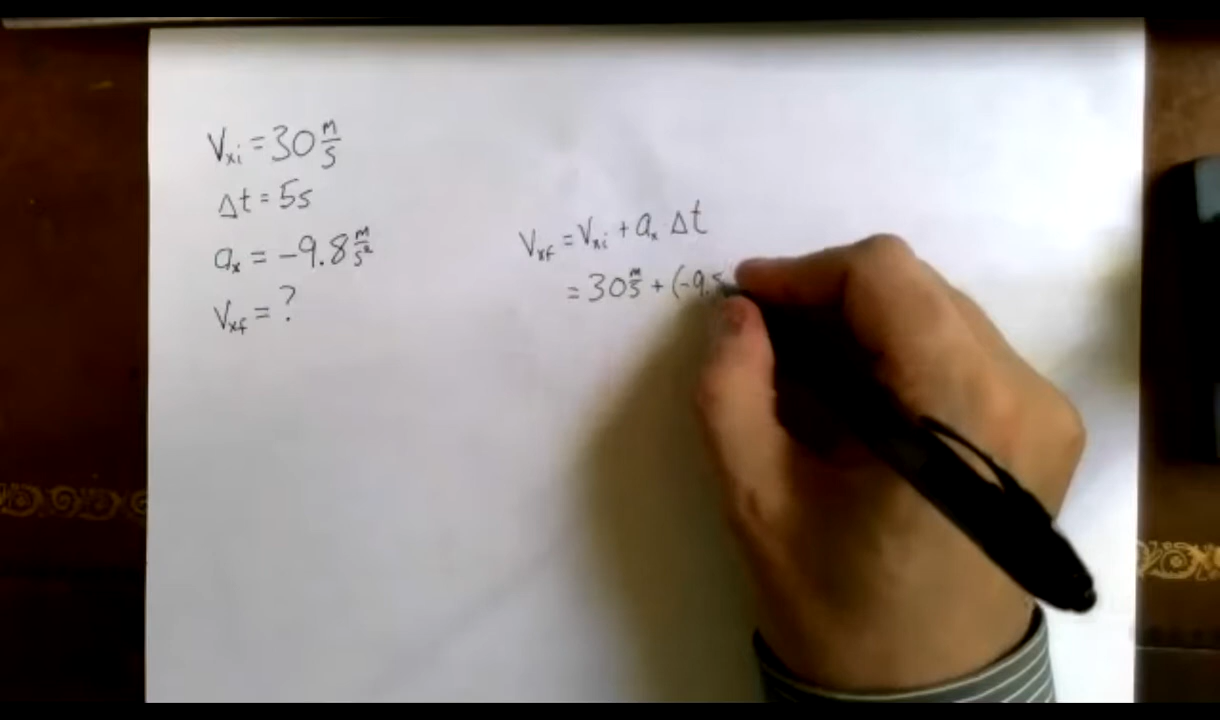 Vxi = 30 m/s
Δt = 5s
ax = -9.8 m/s²
Vxf = ?
Vxf = Vxi + ax Δt
= 30 m/s + (-9.